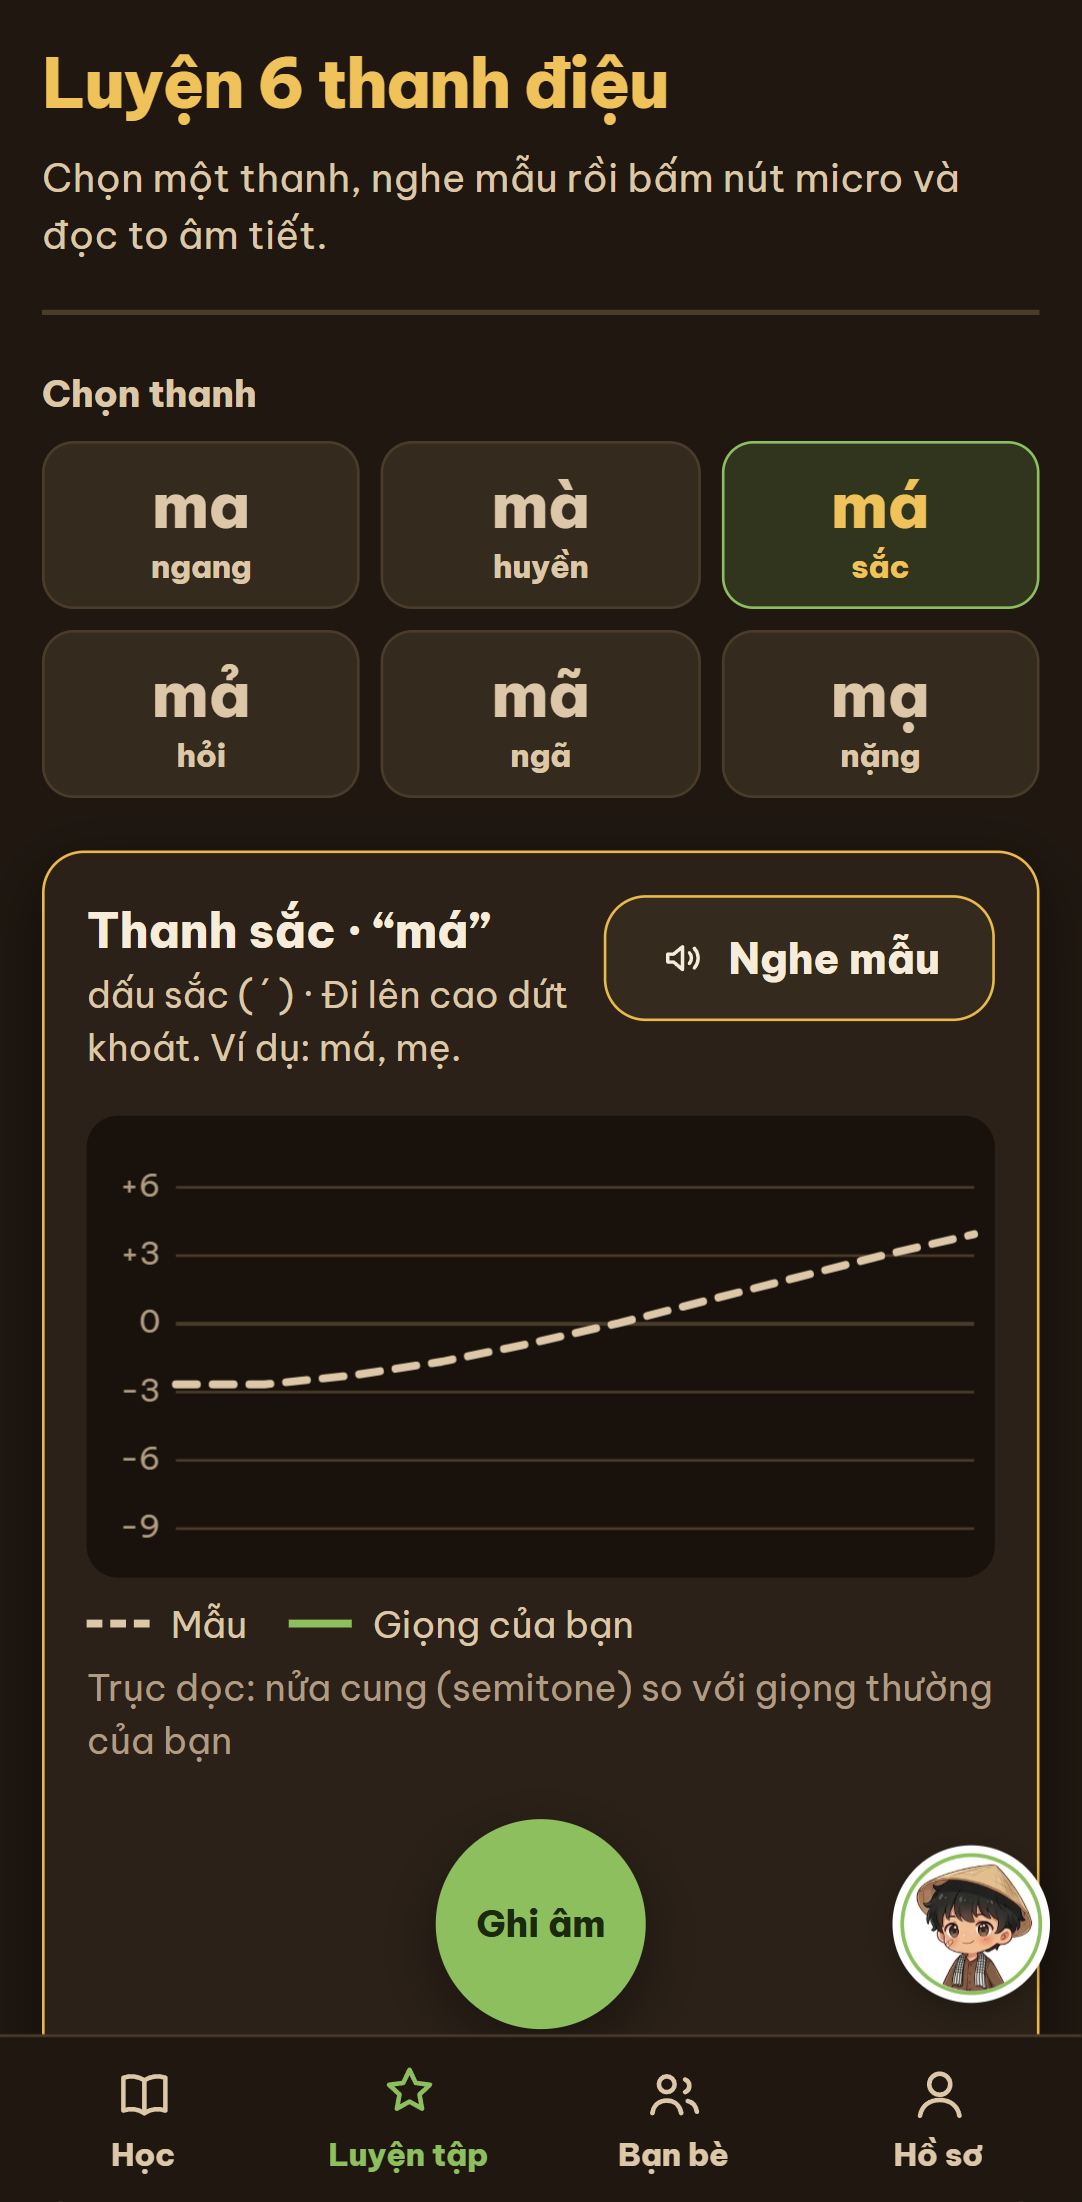 Luyện 6 thanh điệu
Chọn một thanh, nghe mẫu rồi bấm nút micro và
đọc to âm tiết.
Chọn thanh
ma
ngang
mà
huyền
má
sắc
mả
hỏi
mã
ngã
mạ
nặng
Thanh sắc · “má”
dấu sắc (´) · Đi lên cao dứt
khoát. Ví dụ: má, mẹ.
Nghe mẫu
+6
+3
0
−3
−6
−9
Mẫu
Giọng của bạn
Trục dọc: nửa cung (semitone) so với giọng thường
của bạn
Ghi âm
Học
Luyện tập
Bạn bè
Hồ sơ